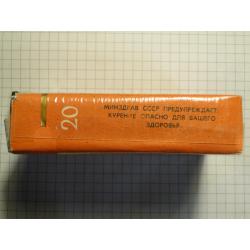 20
МИНЗДРАВ СССР ПРЕДУПРЕЖДАЕТ:
КУРЕНИЕ ОПАСНО ДЛЯ ВАШЕГО
ЗДОРОВЬЯ